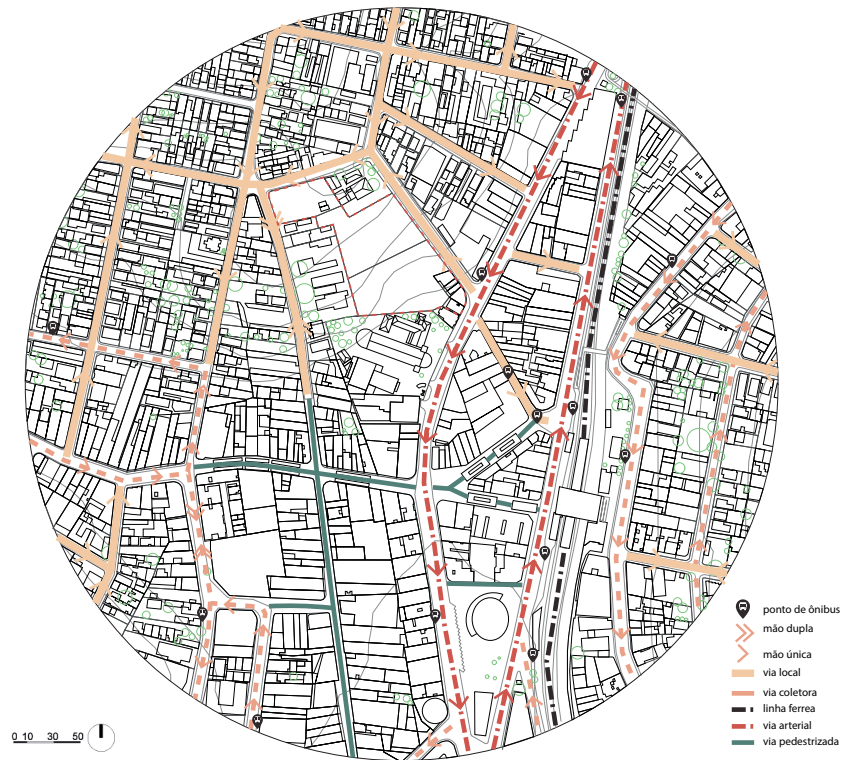 ponto de ônibus
mão dupla
mão única
via local
via coletora
linha ferrea
via arterial
via pedestrizada
0 10 30 50